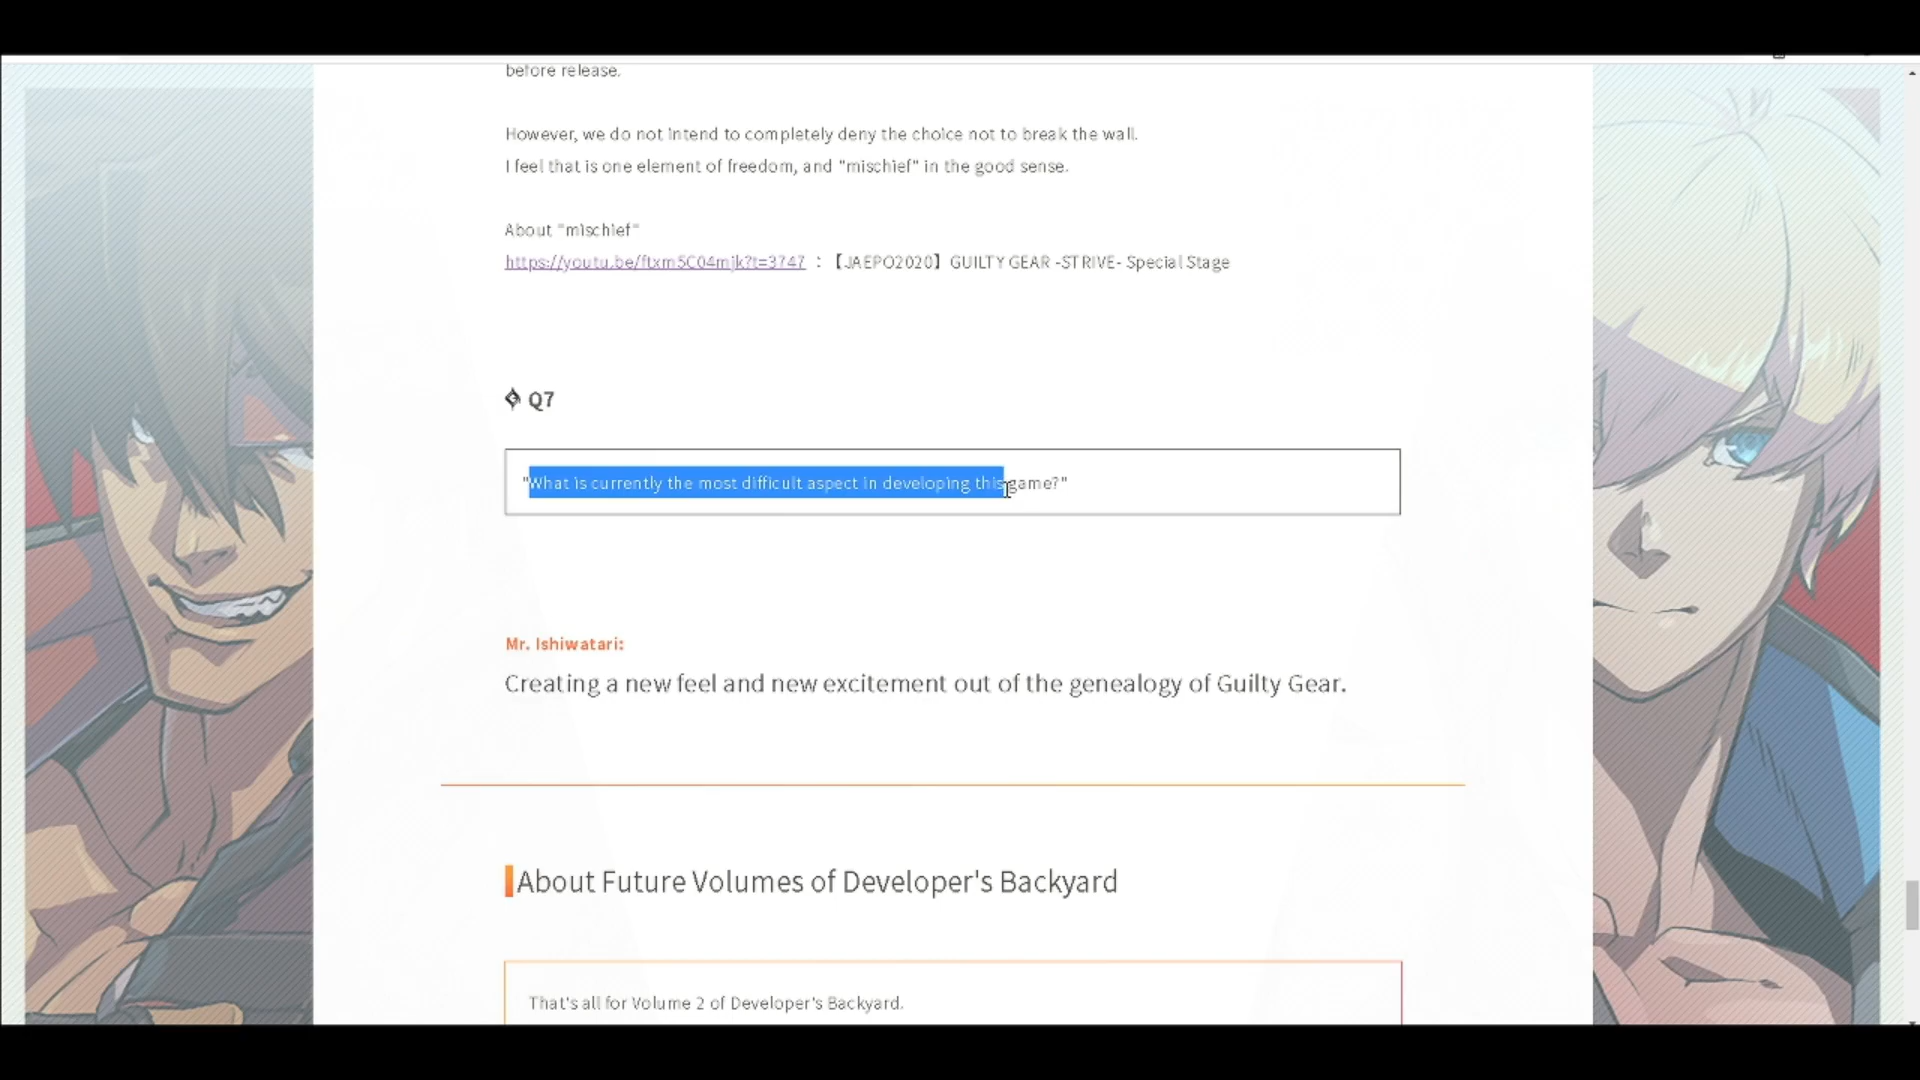 before release.
However, we do not intend to completely deny the choice not to break the wall.
I feel that is one element of freedom, and "mischief" in the good sense.
About "mischief"
https://youtu.be/ftxm5C04mjk?t=3747 ：【JAEPO2020】GUILTY GEAR -STRIVE- Special Stage
Q7
"What is currently the most difficult aspect in developing this game?"
Mr. Ishiwatari:
Creating a new feel and new excitement out of the genealogy of Guilty Gear.
About Future Volumes of Developer's Backyard
That's all for Volume 2 of Developer's Backyard.